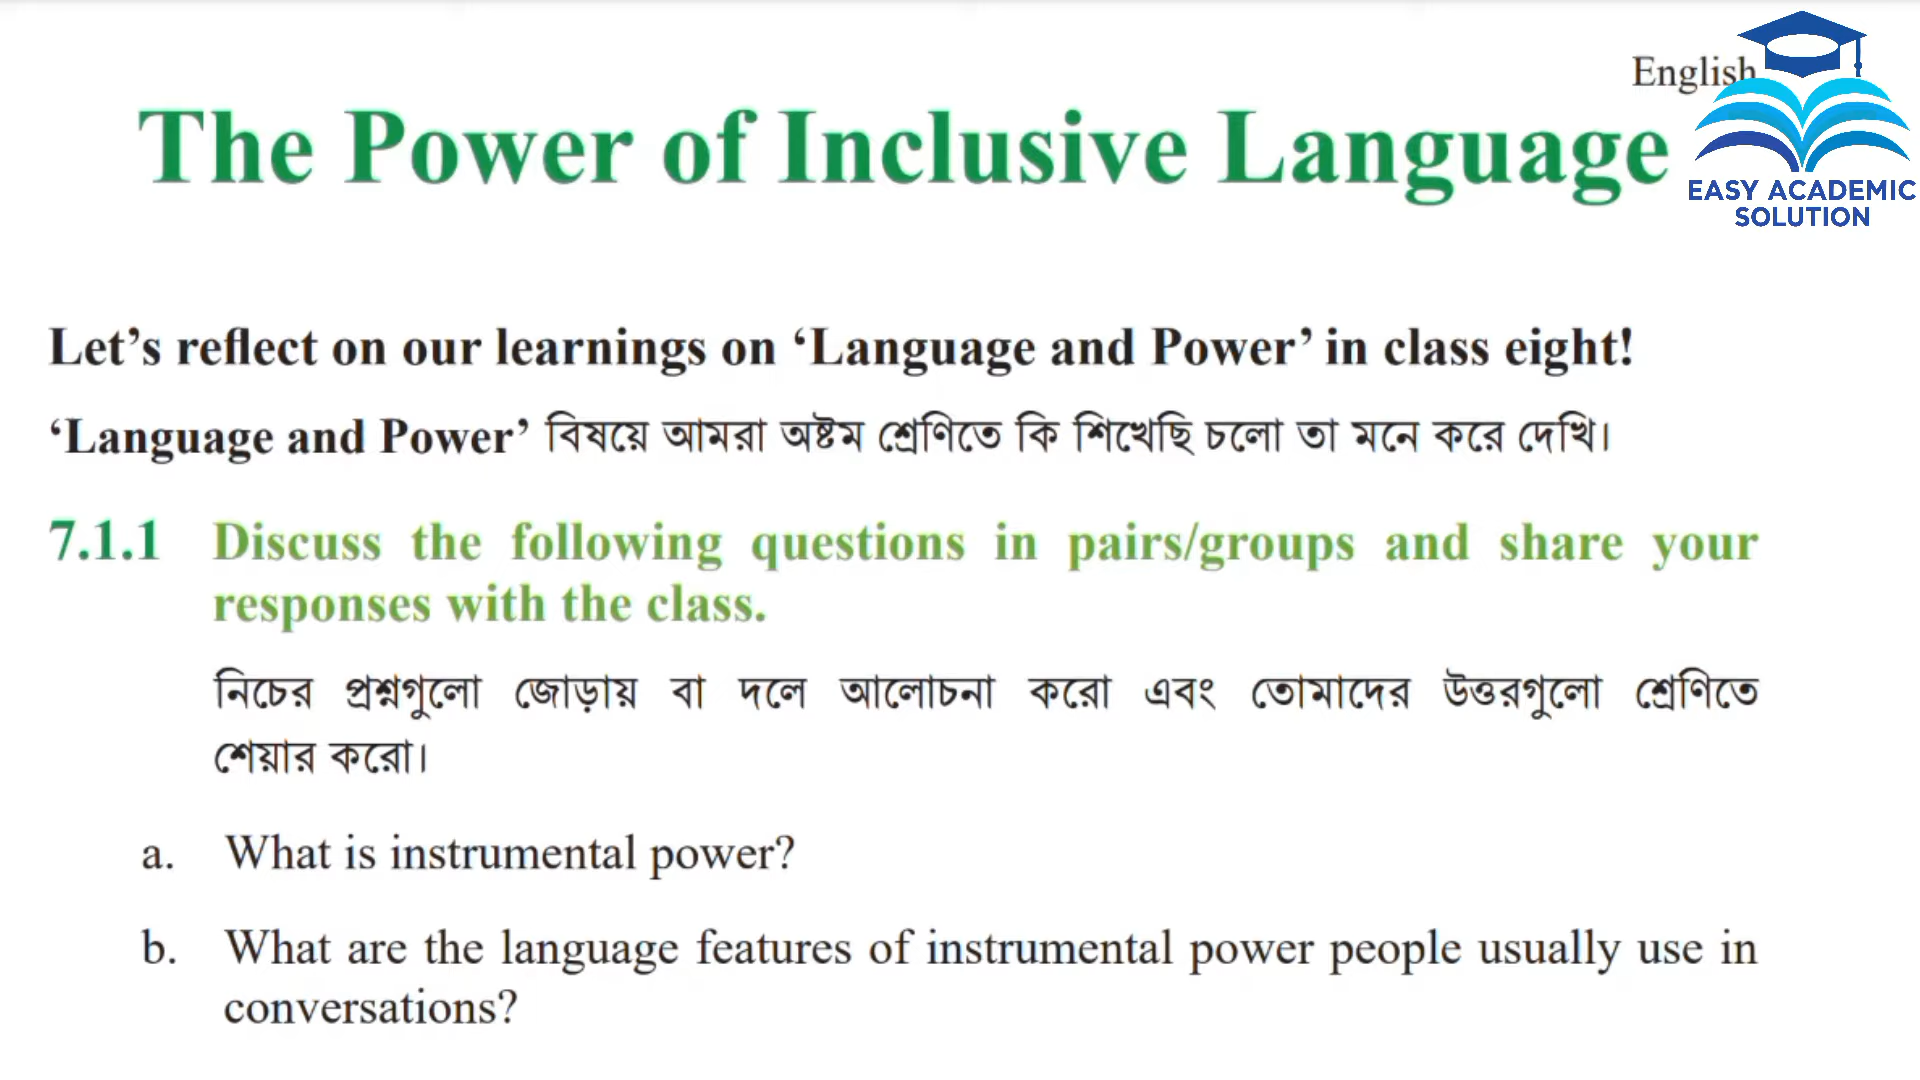 English
The Power of Inclusive Language
EASY ACADEMIC
SOLUTION
Let’s reflect on our learnings on ‘Language and Power’ in class eight!
‘Language and Power’ বিষয়ে আমরা অষ্টম শ্রেণিতে কি শিখেছি চলো তা মনে করে দেখি।
7.1.1 Discuss the following questions in pairs/groups and share your
responses with the class.
নিচের প্রশ্নগুলো জোড়ায় বা দলে আলোচনা করো এবং তোমাদের উত্তরগুলো শ্রেণিতে
শেয়ার করো।
a. What is instrumental power?
b. What are the language features of instrumental power people usually use in
conversations?